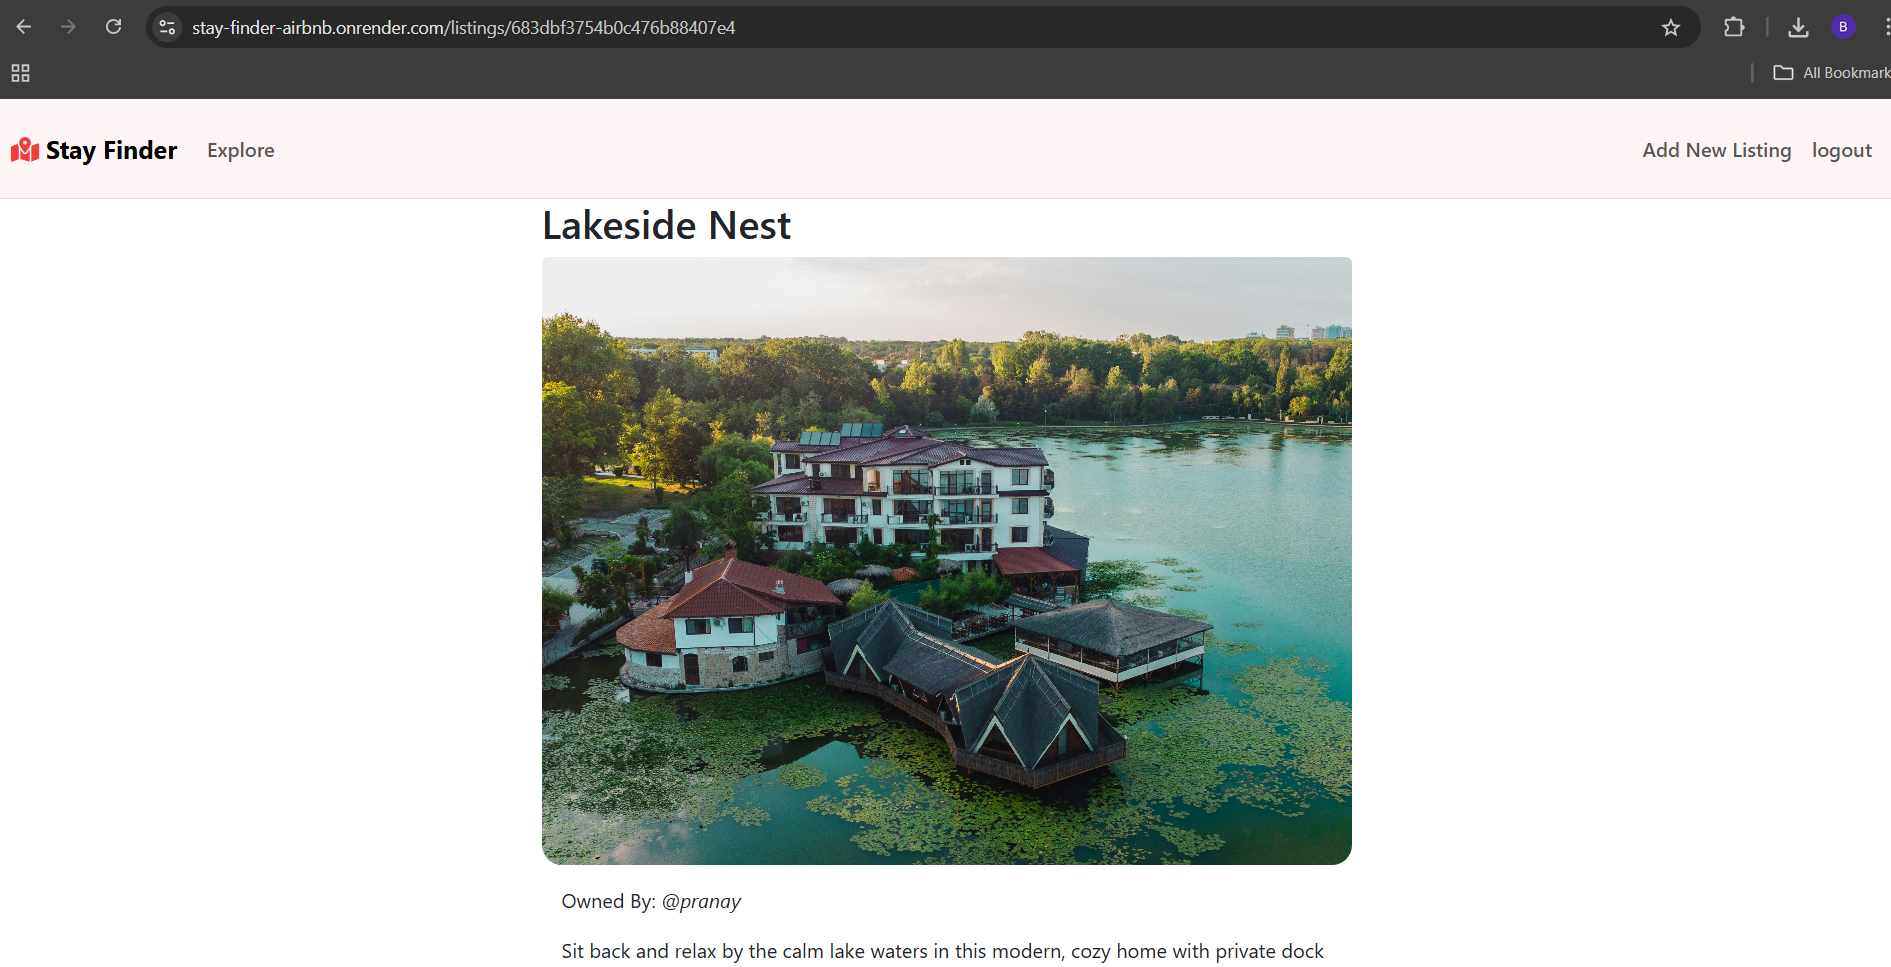 stay-finder-airbnb.onrender.com/listings/683dbf3754b0c476b88407e4
B
All Bookmark
Stay Finder
Explore
Add New Listing
logout
Lakeside Nest
Owned By: @pranay
Sit back and relax by the calm lake waters in this modern, cozy home with private dock